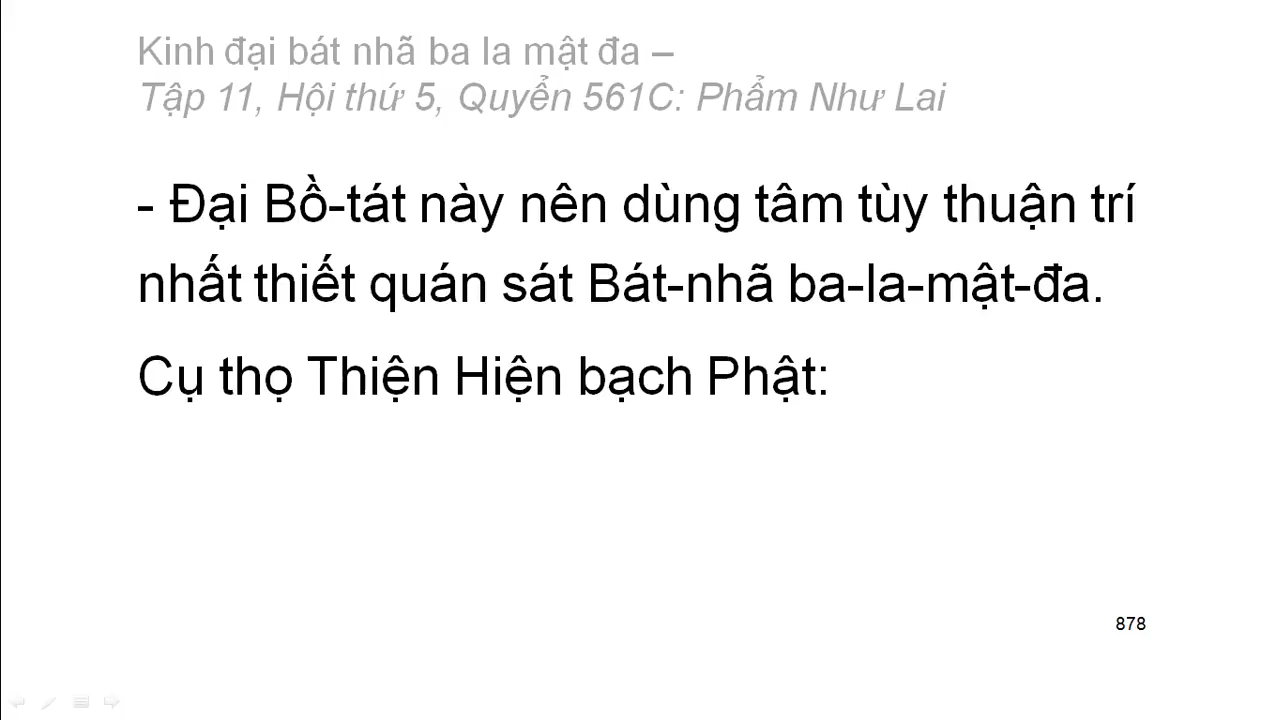 Kinh đại bát nhã ba la mật đa –
Tập 11, Hội thứ 5, Quyển 561C: Phẩm Như Lai
- Đại Bồ-tát này nên dùng tâm tùy thuận trí
nhất thiết quán sát Bát-nhã ba-la-mật-đa.
Cụ thọ Thiện Hiện bạch Phật:
878